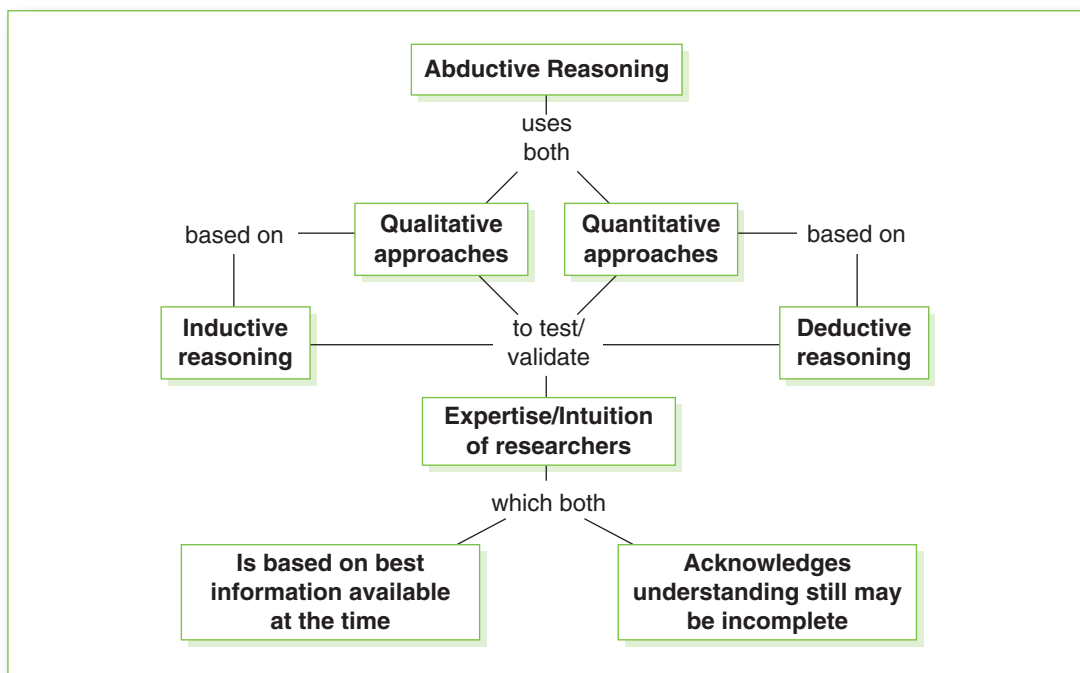 Abductive Reasoning
uses
both
Qualitative
approaches
Quantitative
approaches
based on
based on
Inductive
reasoning
to test/
validate
Deductive
reasoning
Expertise/Intuition
of researchers
which both
Is based on best
information available
at the time
Acknowledges
understanding still may
be incomplete